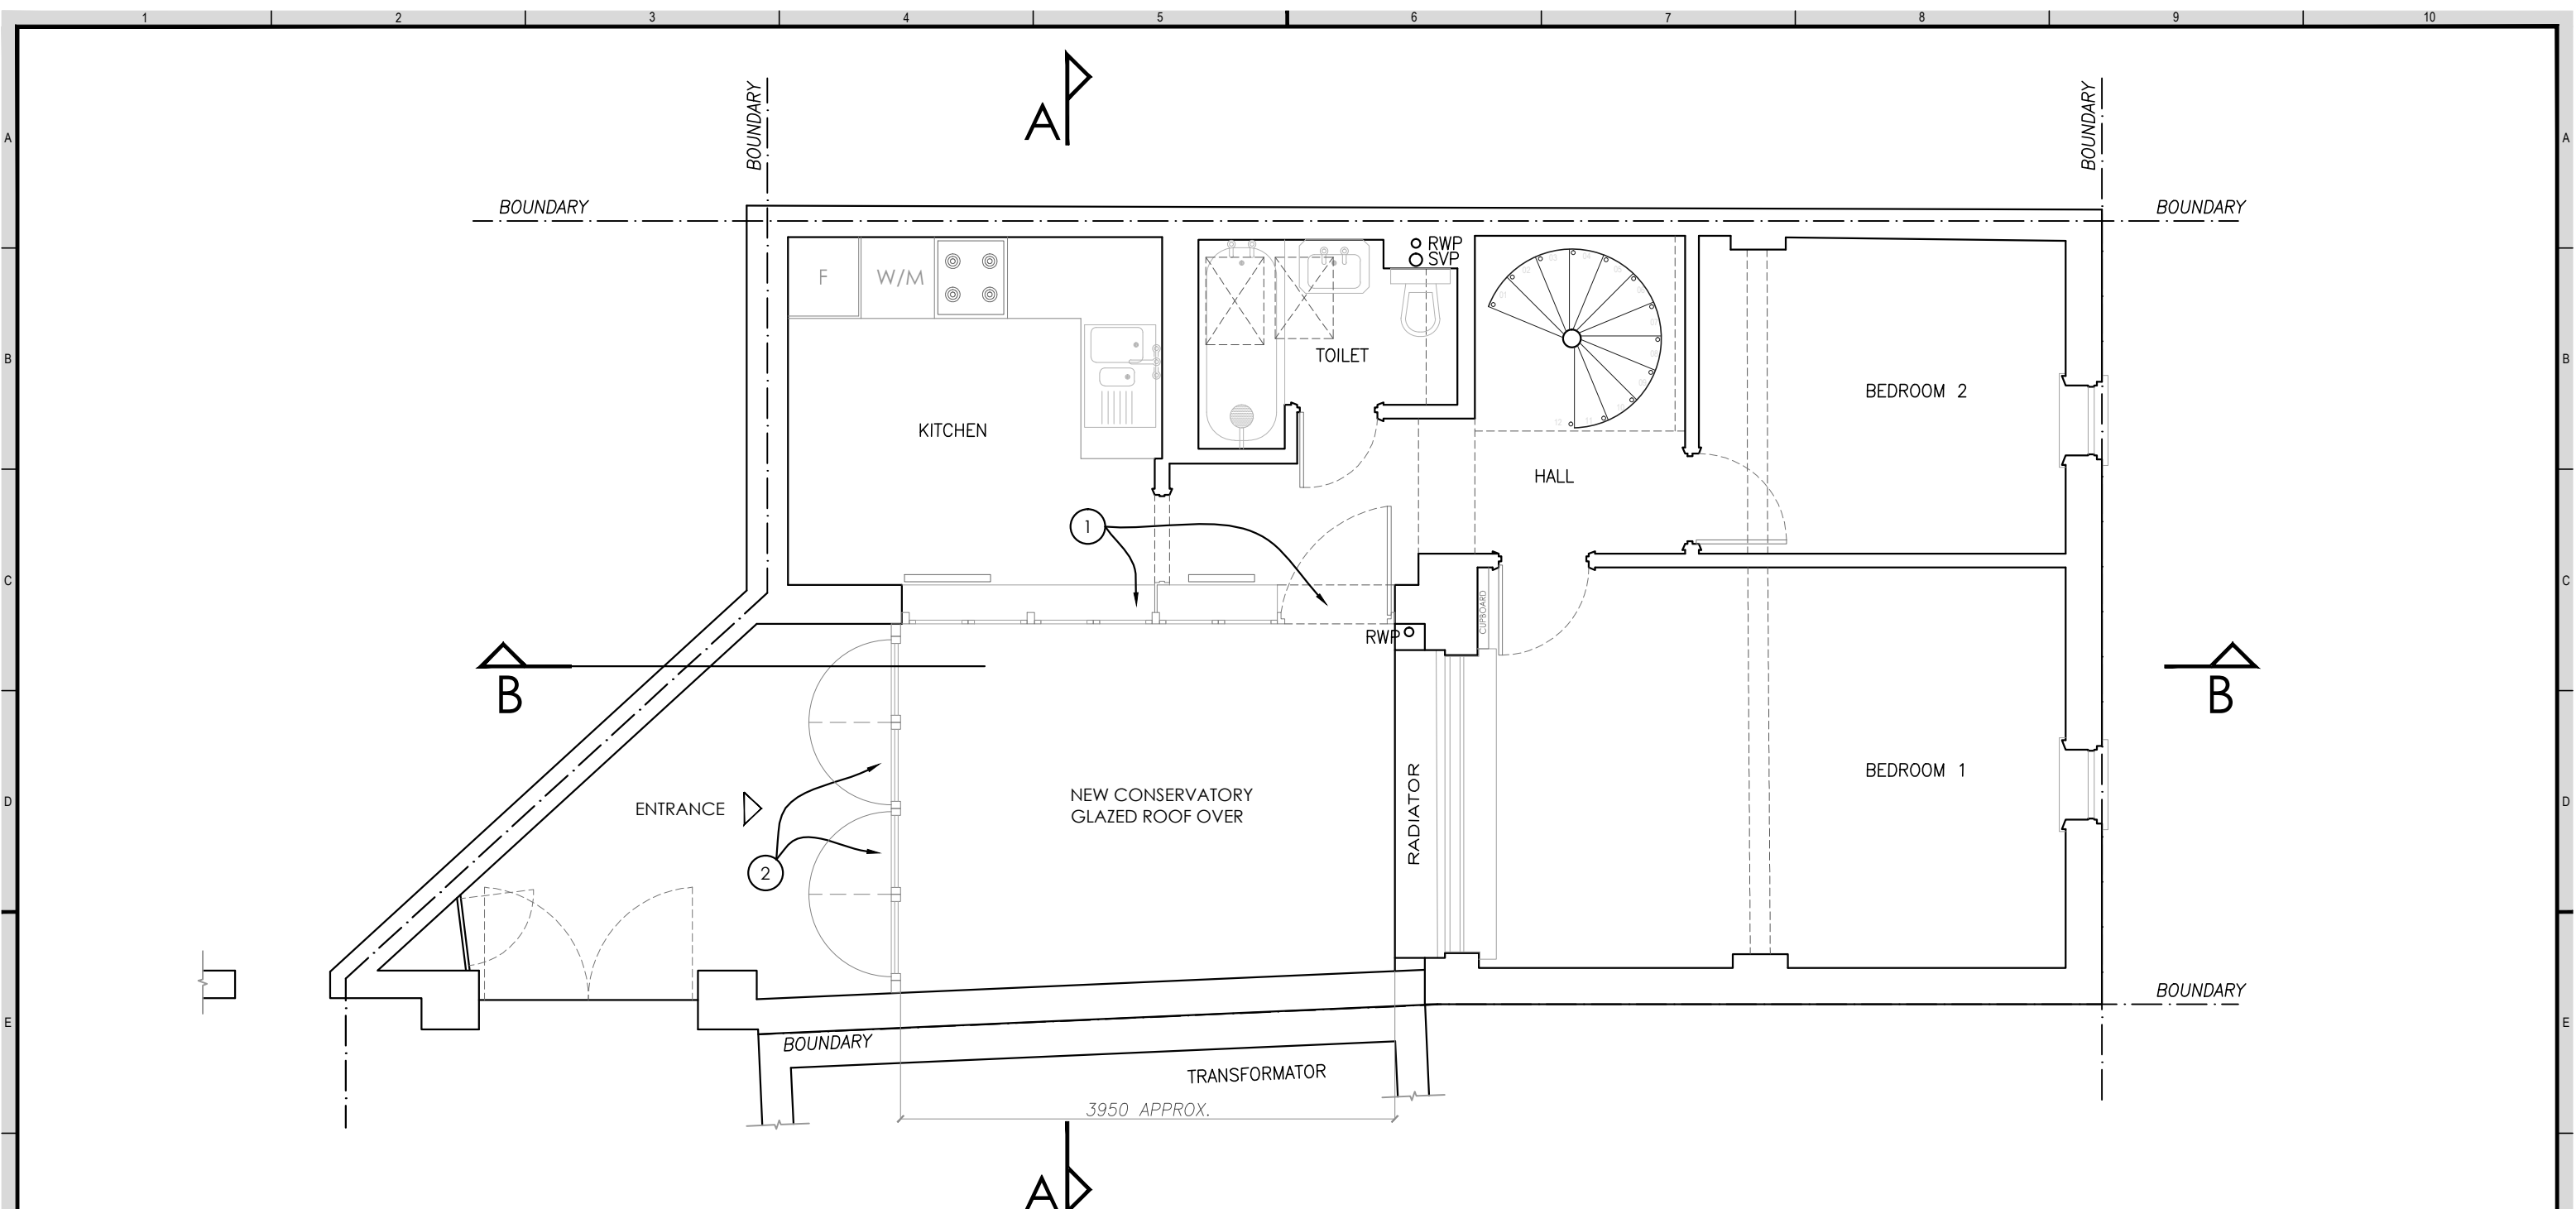 1 2 3 4 5 6 7 8 9 10
A
A
BOUNDARY
BOUNDARY
A
BOUNDARY
BOUNDARY
RWP
SVP
F
W/M
TOILET
B
B
BEDROOM 2
KITCHEN
HALL
1
C
C
CUPBOARD
RWP
B
B
RADIATOR
BEDROOM 1
NEW CONSERVATORY
GLAZED ROOF OVER
ENTRANCE
D
D
2
BOUNDARY
E
E
BOUNDARY
TRANSFORMATOR
3950 APPROX.
A